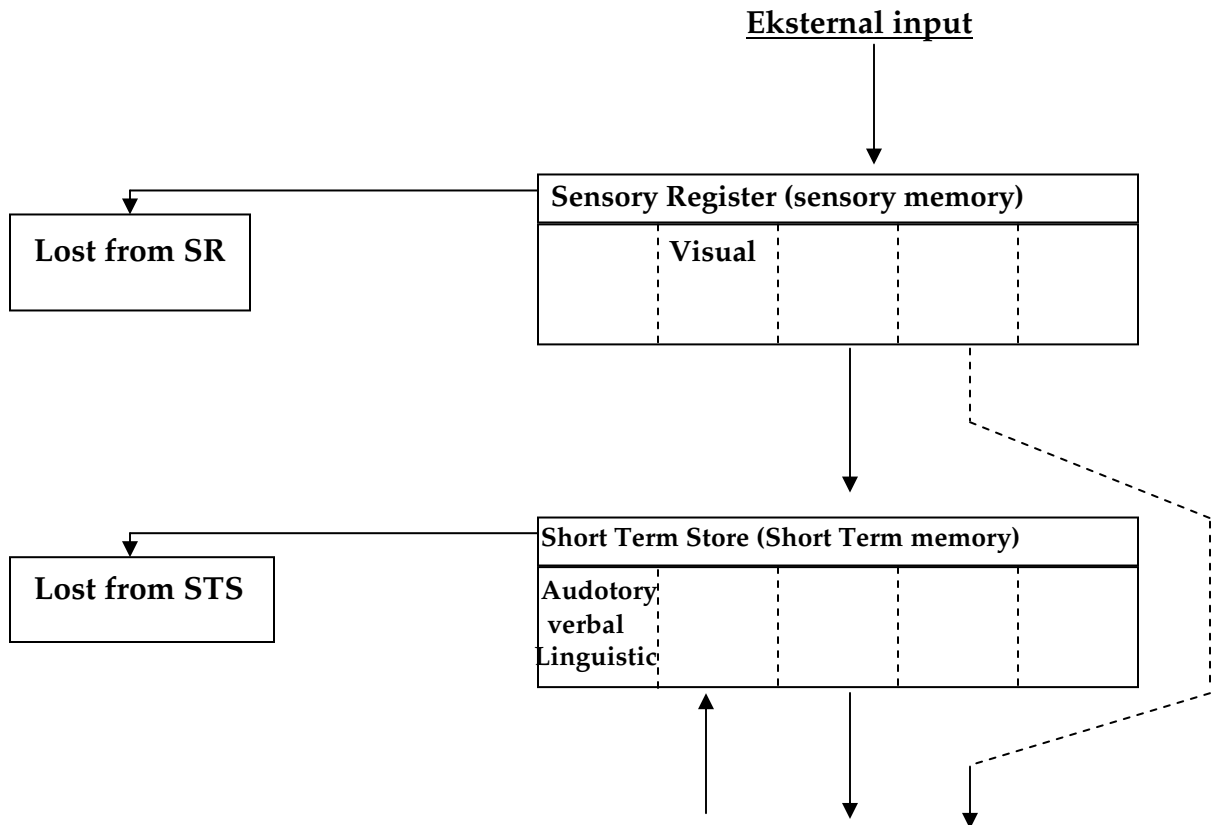 Eksternal input
Sensory Register (sensory memory)
Lost from SR
Visual
Short Term Store (Short Term memory)
Lost from STS
Audotory
verbal
Linguistic